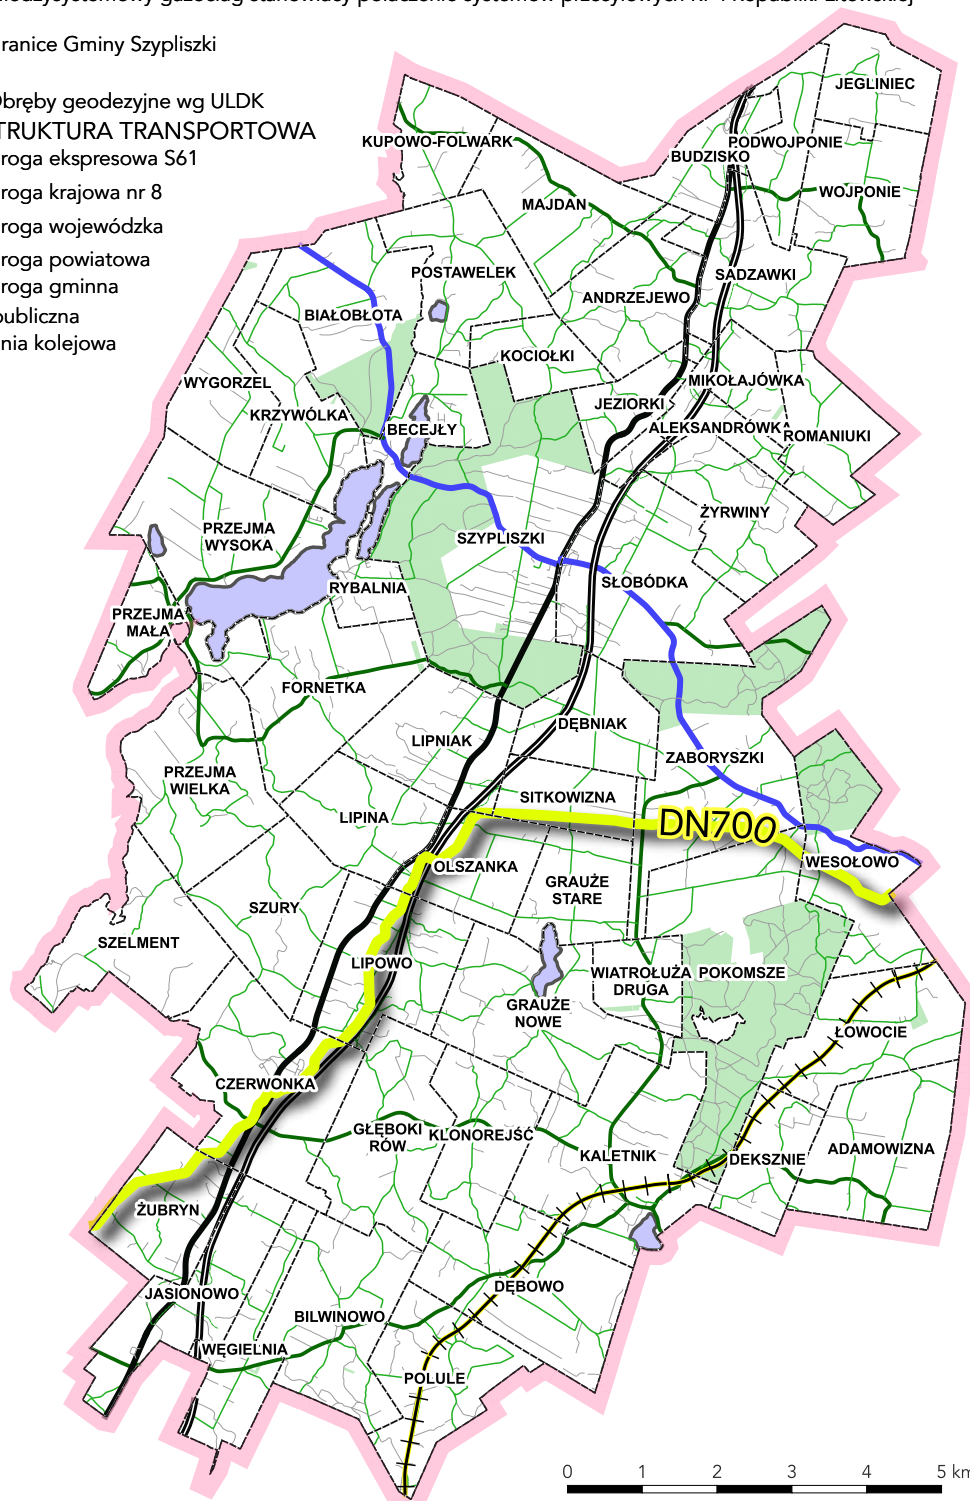 ranice Gminy Szypliszki
bręby geodezyjne wg ULDK
TRUKTURA TRANSPORTOWA
roga ekspresowa S61
roga krajowa nr 8
roga wojewódzka
roga powiatowa
roga gminna
publiczna
nia kolejowa
JEGLINIEC
KUPOWO-FOLWARK
PODWOJPONIE
BUDZISKO
WOJPONIE
MAJDAN
POSTAWELEK
SADZAWKI
ANDRZEJEWO
BIAŁOBŁOTA
KOCIOŁKI
WYGORZEL
MIKOŁAJÓWKA
JEZIORKI
KRZYWÓLKA
BECEJŁY
ALEKSANDRÓWKA
ROMANIUKI
ŻYRWINY
PRZEJMA
WYSOKA
SZYPLISZKI
SŁOBÓDKA
RYBALNIA
PRZEJMA
MAŁA
FORNETKA
DĘBNIAK
LIPNIAK
ZABORYSZKI
PRZEJMA
WIELKA
SITKOWIZNA
LIPINA
DN700
WESOŁOWO
OLSZANKA
GRAUŻE
STARE
SZURY
SZELMENT
LIPOWO
WIATROŁUŻA
DRUGA
POKOMSZE
GRAUŻE
NOWE
ŁOWOCIE
CZERWONKA
GŁĘBOKI
RÓW
KLONOREJŚĆ
KALETNIK
DEKSZNIE
ADAMOWIZNA
ŻUBRYN
JASIONOWO
DĘBOWO
BILWINOWO
WĘGIELNIA
POLULE
0 1 2 3 4 5 km